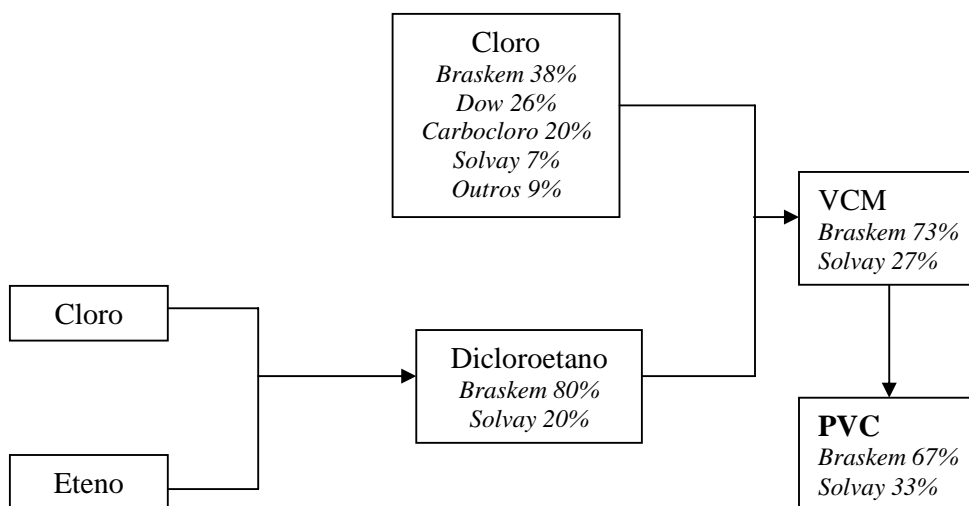 Cloro
Braskem 38%
Dow 26%
Carbocloro 20%
Solvay 7%
Outros 9%
VCM
Braskem 73%
Solvay 27%
Cloro
Dicloroetano
Braskem 80%
Solvay 20%
Eteno
PVC
Braskem 67%
Solvay 33%